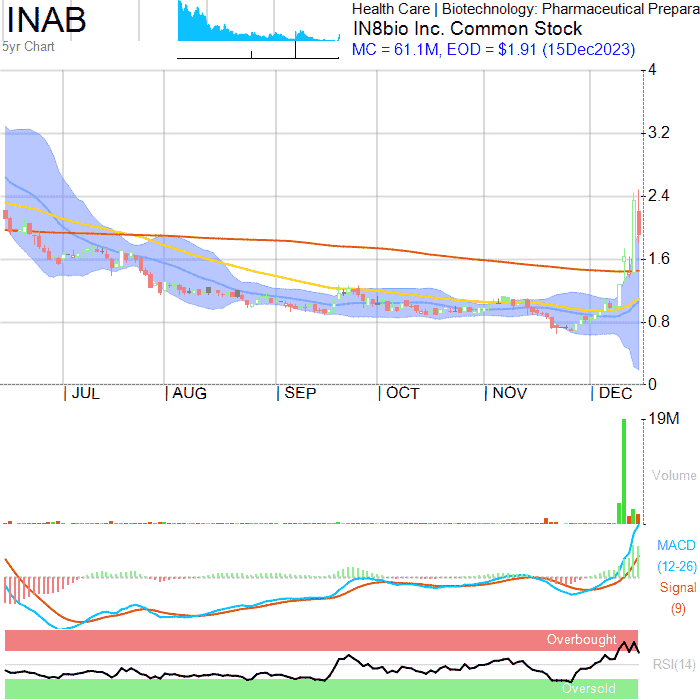 INAB
5yr Chart
Health Care | Biotechnology: Pharmaceutical Prepara
IN8bio Inc. Common Stock
MC = 61.1M, EOD = $1.91 (15Dec2023)
4
3.2
2.4
1.6
0.8
0
JUL AUG SEP OCT NOV DEC
19M
Volume
MACD
(12-26)
Signal
(9)
Overbought
RSI(14)
Oversold